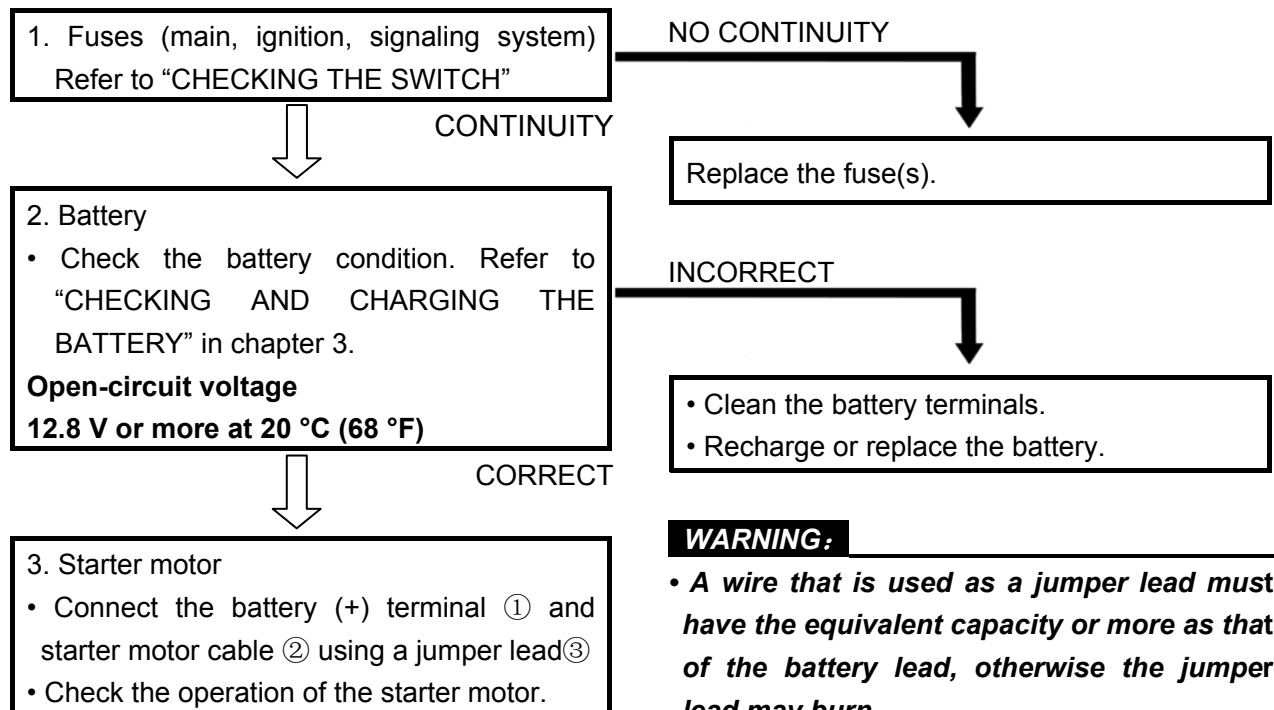 1. Fuses (main, ignition, signaling system)
Refer to “CHECKING THE SWITCH”
NO CONTINUITY
CONTINUITY
Replace the fuse(s).
2. Battery
• Check the battery condition. Refer to
“CHECKING AND CHARGING THE
BATTERY” in chapter 3.
Open-circuit voltage
12.8 V or more at 20 °C (68 °F)
INCORRECT
• Clean the battery terminals.
• Recharge or replace the battery.
CORRECT
3. Starter motor
• Connect the battery (+) terminal ① and
starter motor cable ② using a jumper lead③
• Check the operation of the starter motor.
WARNING：
• A wire that is used as a jumper lead must
have the equivalent capacity or more as that
of the battery lead, otherwise the jumper
lead may burn